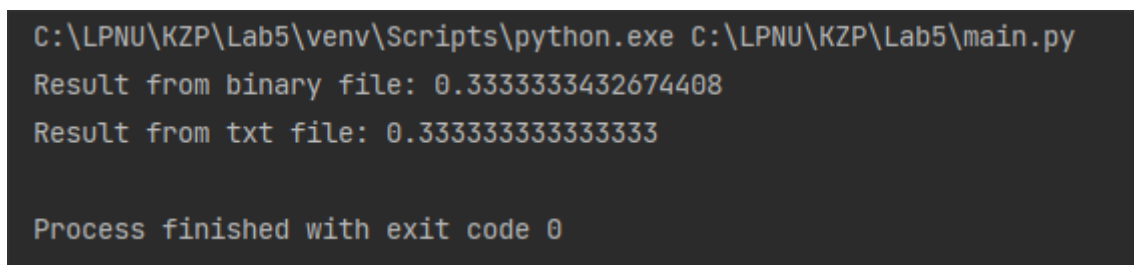 C:\LPNU\KZP\Lab5\venv\Scripts\python.exe C:\LPNU\KZP\Lab5\main.py
Result from binary file: 0.3333333432674408
Result from txt file: 0.333333333333333
Process finished with exit code 0